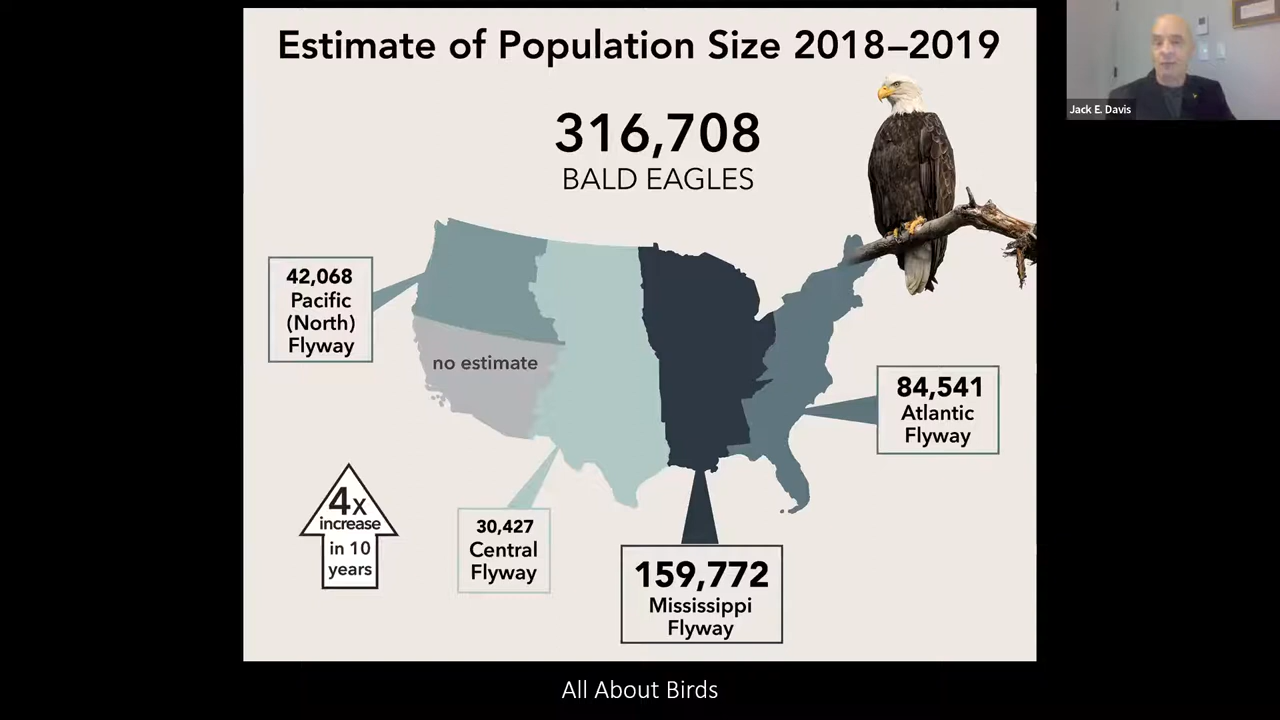 Estimate of Population Size 2018–2019
316,708
BALD EAGLES
Jack E. Davis
42,068
Pacific
(North)
Flyway
no estimate
84,541
Atlantic
Flyway
4x
increase
in 10
years
30,427
Central
Flyway
159,772
Mississippi
Flyway
All About Birds